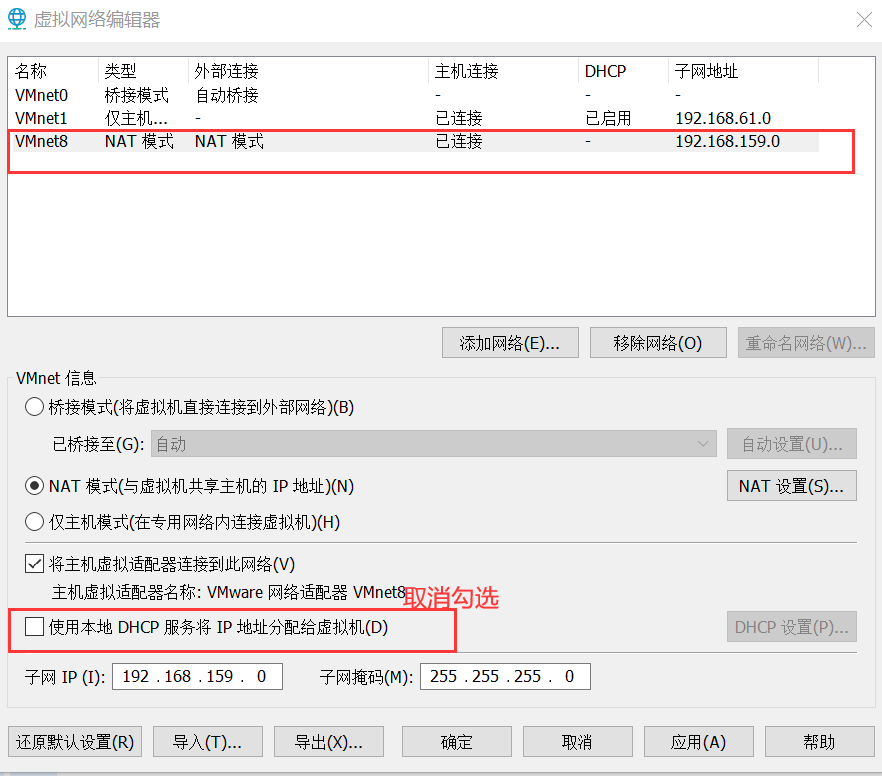 虚拟网络编辑器
名称 类型 外部连接 主机连接 DHCP 子网地址
VMnet0 桥接模式 自动桥接 - - -
VMnet1 仅主机... - 已连接 已启用 192.168.61.0
VMnet8 NAT 模式 NAT 模式 已连接 - 192.168.159.0
添加网络(E)... 移除网络(O) 重命名网络(W)...
VMnet 信息
桥接模式(将虚拟机直接连接到外部网络)(B)
已桥接至(G): 自动 自动设置(U)...
NAT 模式(与虚拟机共享主机的 IP 地址)(N) NAT 设置(S)...
仅主机模式(在专用网络内连接虚拟机)(H)
将主机虚拟适配器连接到此网络(V)
主机虚拟适配器名称: VMware 网络适配器 VMnet8
取消勾选
使用本地 DHCP 服务将 IP 地址分配给虚拟机(D) DHCP 设置(P)...
子网 IP (I): 192 . 168 . 159 . 0 子网掩码(M): 255 . 255 . 255 . 0
还原默认设置(R) 导入(T)... 导出(X)... 确定 取消 应用(A) 帮助